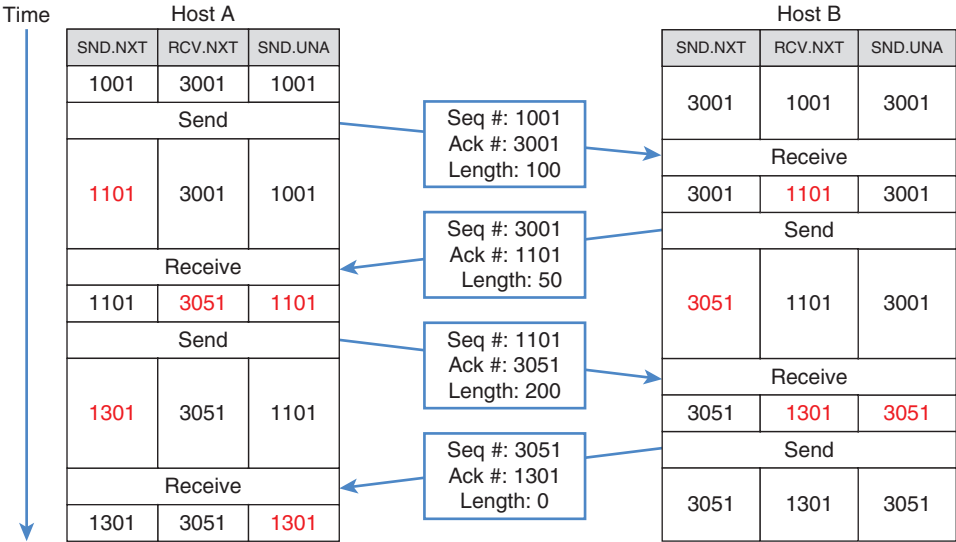 Time
Host A
SND.NXT RCV.NXT SND.UNA
1001 3001 1001
Send
1101 3001 1001
Receive
1101 3051 1101
Send
1301 3051 1101
Receive
1301 3051 1301
Seq #: 1001
Ack #: 3001
Length: 100
Seq #: 3001
Ack #: 1101
Length: 50
Seq #: 1101
Ack #: 3051
Length: 200
Seq #: 3051
Ack #: 1301
Length: 0
Host B
SND.NXT RCV.NXT SND.UNA
3001 1001 3001
Receive
3001 1101 3001
Send
3051 1101 3001
Receive
3051 1301 3051
Send
3051 1301 3051